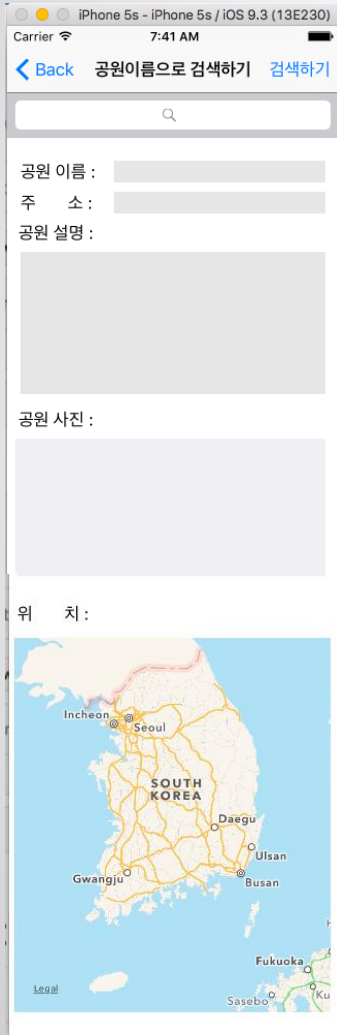 iPhone 5s - iPhone 5s / iOS 9.3 (13E230)
Carrier 7:41 AM
Back 공원이름으로 검색하기 검색하기
공원 이름 :
주 소 :
공원 설명 :
공원 사진 :
위 치 :
Incheon
Seoul
SOUTH
KOREA
Daegu
Ulsan
Gwangju
Busan
Fukuoka
Legal
Sasebo
Ku